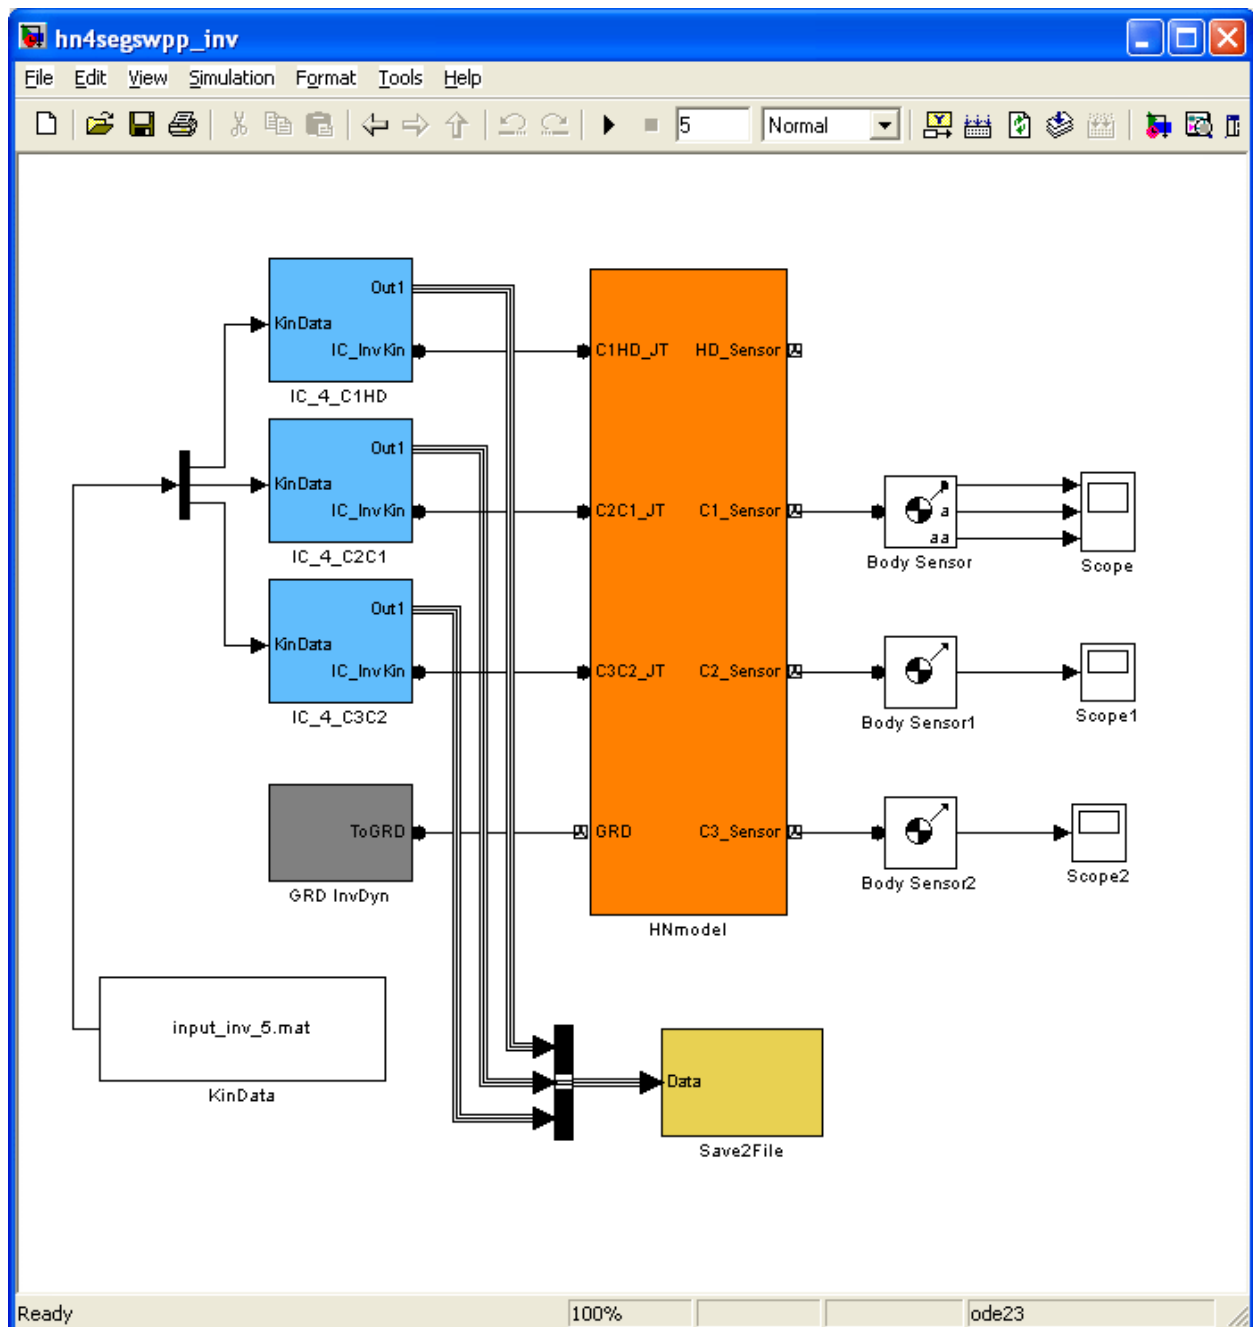 hn4segswpp_inv
File Edit View Simulation Format Tools Help
5 Normal
Out1
KinData
IC_InvKin
IC_4_C1HD
Out1
KinData
IC_InvKin
IC_4_C2C1
Out1
KinData
IC_InvKin
IC_4_C3C2
ToGRD
GRD InvDyn
C1HD_JT HD_Sensor
C2C1_JT C1_Sensor
C3C2_JT C2_Sensor
GRD C3_Sensor
HNmodel
a
aa
Body Sensor
Scope
Body Sensor1
Scope1
Body Sensor2
Scope2
input_inv_5.mat
KinData
Data
Save2File
Ready 100% ode23